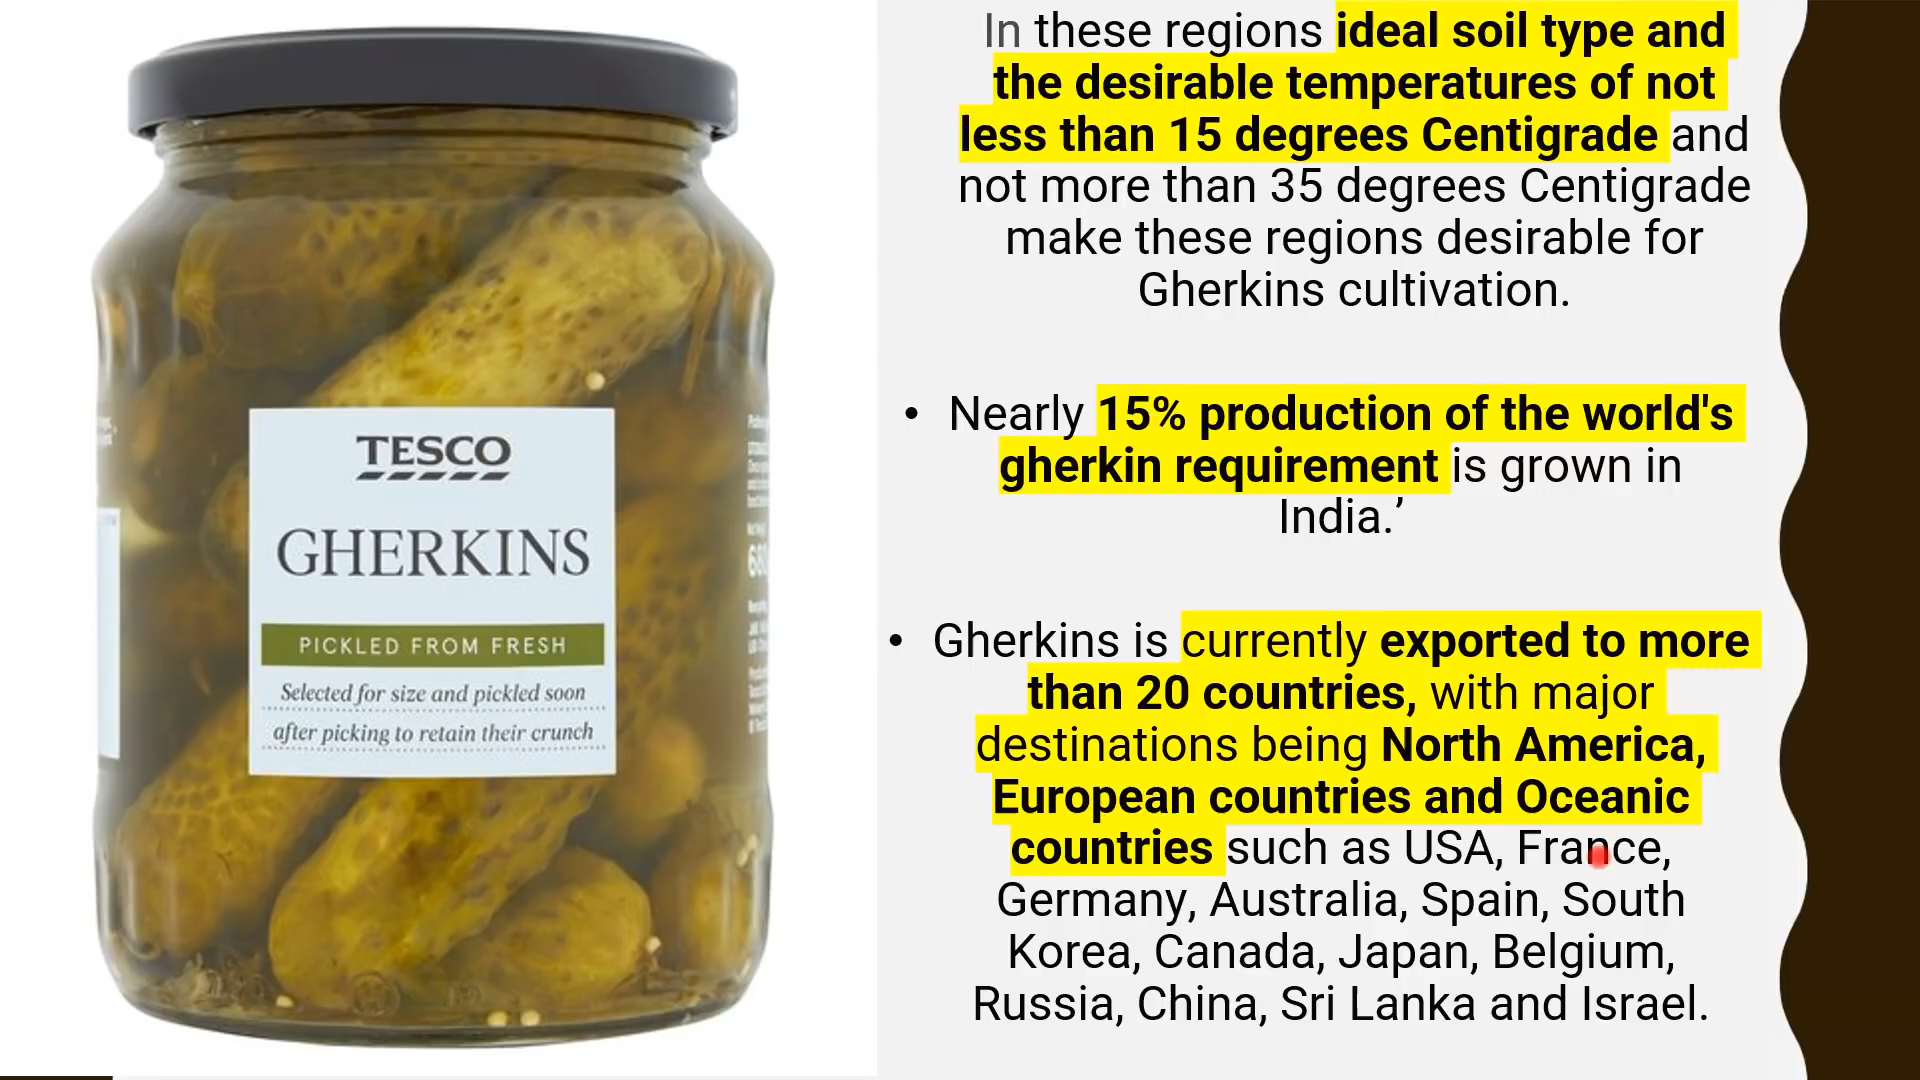 TESCO
GHERKINS
PICKLED FROM FRESH
Selected for size and pickled soon
after picking to retain their crunch
In these regions ideal soil type and
the desirable temperatures of not
less than 15 degrees Centigrade and
not more than 35 degrees Centigrade
make these regions desirable for
Gherkins cultivation.
• Nearly 15% production of the world's
gherkin requirement is grown in
India.’
• Gherkins is currently exported to more
than 20 countries, with major
destinations being North America,
European countries and Oceanic
countries such as USA, France,
Germany, Australia, Spain, South
Korea, Canada, Japan, Belgium,
Russia, China, Sri Lanka and Israel.